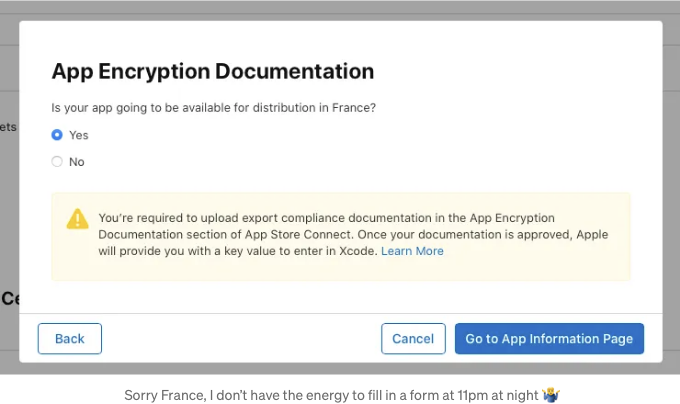 App Encryption Documentation
Is your app going to be available for distribution in France?
ets
Yes
No
You're required to upload export compliance documentation in the App Encryption
Documentation section of App Store Connect. Once your documentation is approved, Apple
will provide you with a key value to enter in Xcode. Learn More
Ce
Back
Cancel
Go to App Information Page
Sorry France, I don't have the energy to fill in a form at 11pm at night 🤷‍♂️